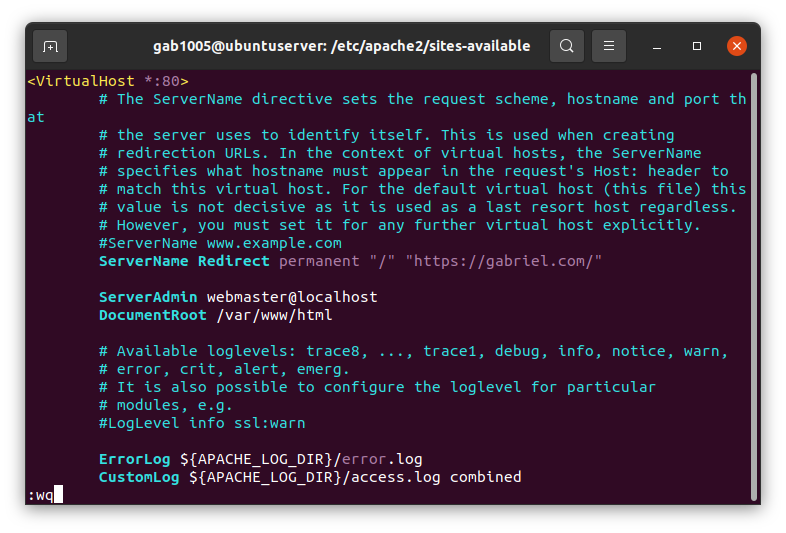 gab1005@ubuntuserver: /etc/apache2/sites-available
<VirtualHost *:80>
        # The ServerName directive sets the request scheme, hostname and port th
at
        # the server uses to identify itself. This is used when creating
        # redirection URLs. In the context of virtual hosts, the ServerName
        # specifies what hostname must appear in the request's Host: header to
        # match this virtual host. For the default virtual host (this file) this
        # value is not decisive as it is used as a last resort host regardless.
        # However, you must set it for any further virtual host explicitly.
        #ServerName www.example.com
        ServerName Redirect permanent "/" "https://gabriel.com/"

        ServerAdmin webmaster@localhost
        DocumentRoot /var/www/html

        # Available loglevels: trace8, ..., trace1, debug, info, notice, warn,
        # error, crit, alert, emerg.
        # It is also possible to configure the loglevel for particular
        # modules, e.g.
        #LogLevel info ssl:warn

        ErrorLog ${APACHE_LOG_DIR}/error.log
        CustomLog ${APACHE_LOG_DIR}/access.log combined
:wq